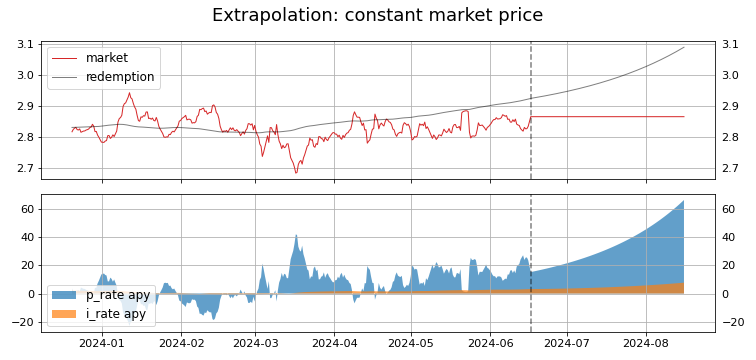 Extrapolation: constant market price
3.1 3.1
3.0 3.0
2.9 2.9
2.8 2.8
2.7 2.7
market
redemption
60 60
40 40
20 20
0 0
−20 −20
p_rate apy
i_rate apy
2024-01 2024-02 2024-03 2024-04 2024-05 2024-06 2024-07 2024-08